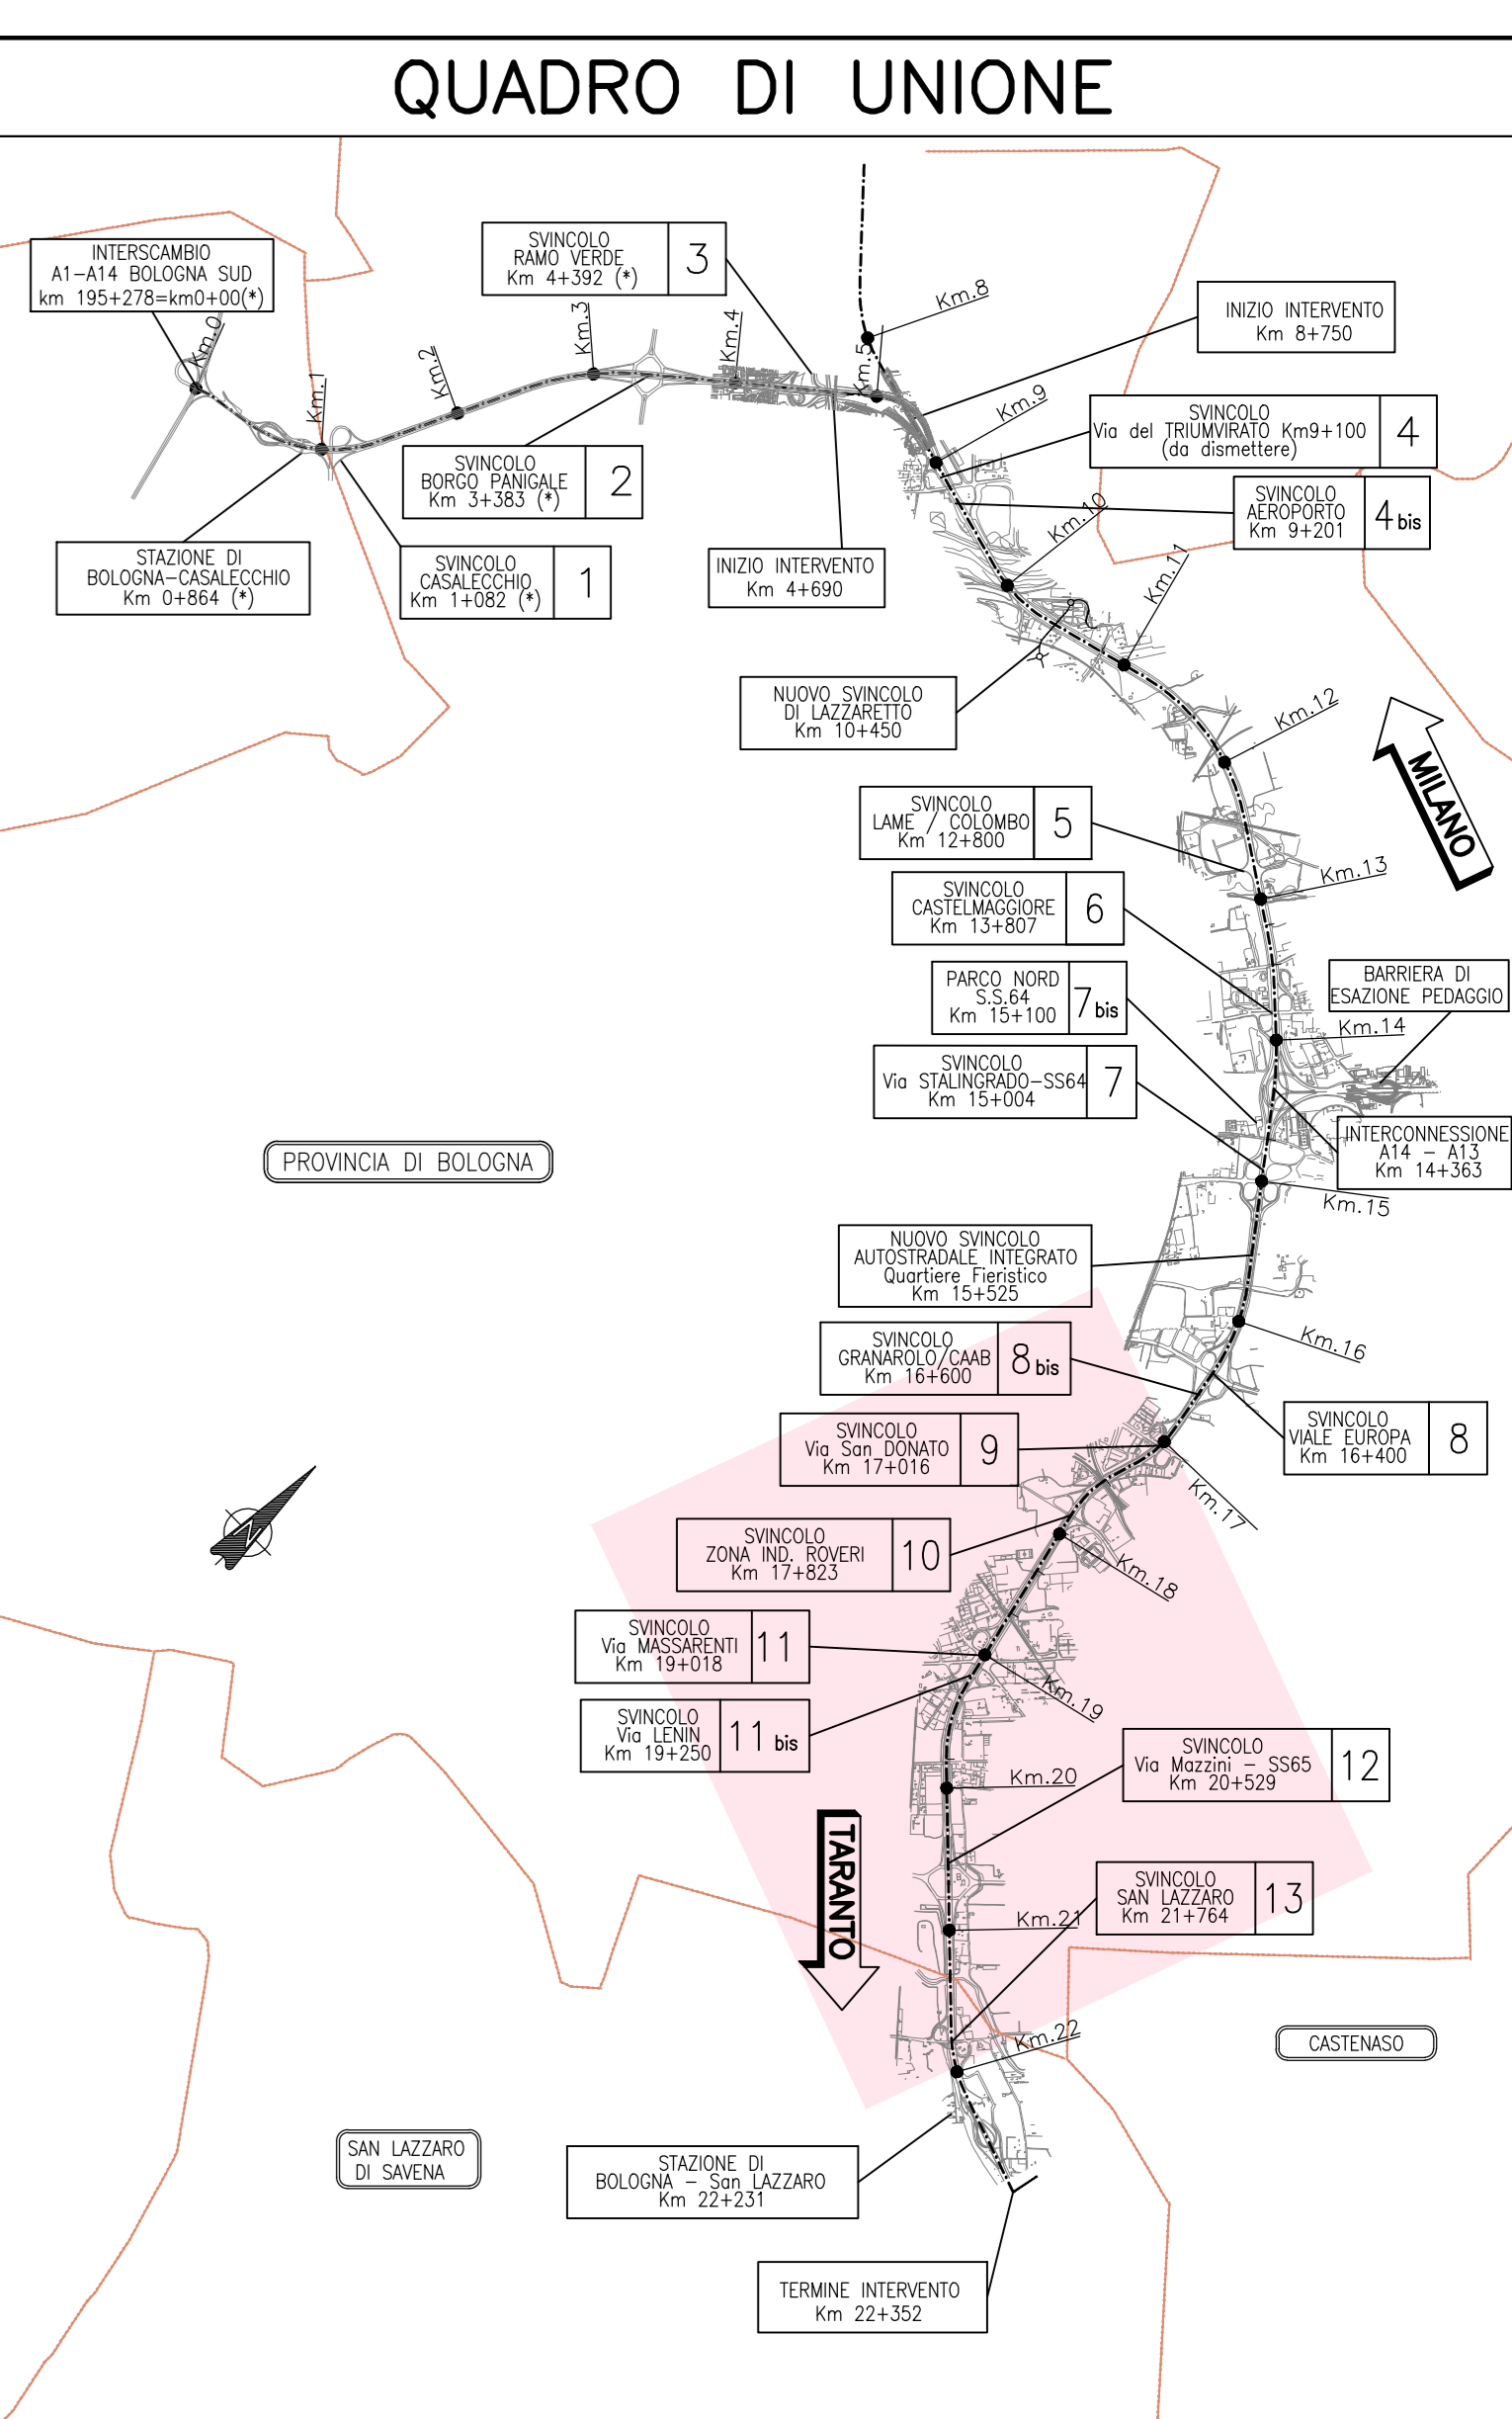 QUADRO DI UNIONE
INTERSCAMBIO
A1-A14 BOLOGNA SUD
km 195+278=km0+00(*)
SVINCOLO
RAMO VERDE
Km 4+392 (*)
3
Km.0
Km.1
Km.2
Km.3
Km.4
Km.5
Km.8
INIZIO INTERVENTO
Km 8+750
Km.9
SVINCOLO
Via del TRIUMVIRATO Km9+100
(da dismettere)
4
SVINCOLO
BORGO PANIGALE
Km 3+383 (*)
2
SVINCOLO
AEROPORTO
Km 9+201
4 bis
Km.10
STAZIONE DI
BOLOGNA-CASALECCHIO
Km 0+864 (*)
SVINCOLO
CASALECCHIO
Km 1+082 (*)
1
INIZIO INTERVENTO
Km 4+690
Km.11
NUOVO SVINCOLO
DI LAZZARETTO
Km 10+450
Km.12
MILANO
SVINCOLO
LAME / COLOMBO
Km 12+800
5
Km.13
SVINCOLO
CASTELMAGGIORE
Km 13+807
6
PARCO NORD
S.S.64
Km 15+100
7 bis
BARRIERA DI
ESAZIONE PEDAGGIO
Km.14
SVINCOLO
Via STALINGRADO-SS64
Km 15+004
7
INTERCONNESSIONE
A14 - A13
Km 14+363
PROVINCIA DI BOLOGNA
Km.15
NUOVO SVINCOLO
AUTOSTRADALE INTEGRATO
Quartiere Fieristico
Km 15+525
Km.16
SVINCOLO
GRANAROLO/CAAB
Km 16+600
8 bis
SVINCOLO
Via San DONATO
Km 17+016
9
SVINCOLO
VIALE EUROPA
Km 16+400
8
Km.17
N
SVINCOLO
ZONA IND. ROVERI
Km 17+823
10
Km.18
SVINCOLO
Via MASSARENTI
Km 19+018
11
Km.19
SVINCOLO
Via LENIN
Km 19+250
11 bis
SVINCOLO
Via Mazzini - SS65
Km 20+529
12
Km.20
TARANTO
SVINCOLO
SAN LAZZARO
Km 21+764
13
Km.21
Km.22
CASTENASO
SAN LAZZARO
DI SAVENA
STAZIONE DI
BOLOGNA - San LAZZARO
Km 22+231
TERMINE INTERVENTO
Km 22+352